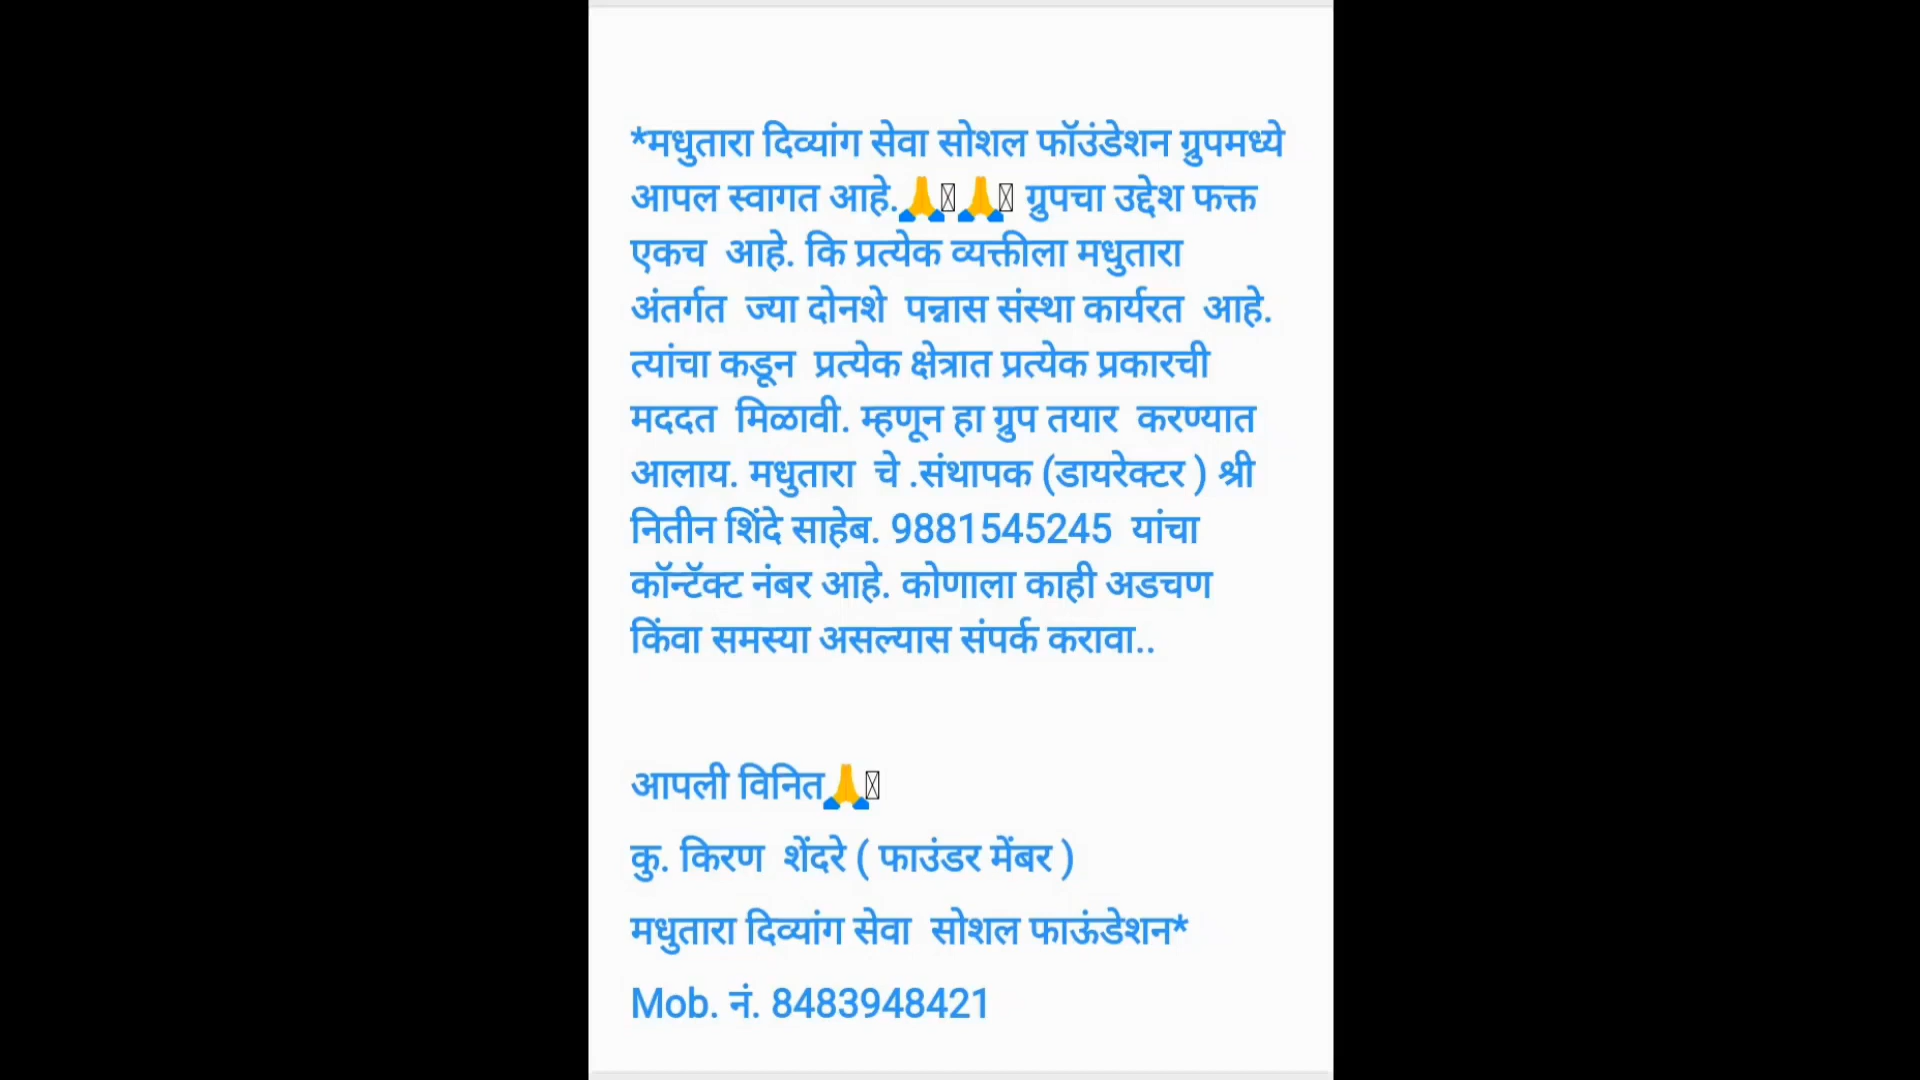 *मधुतारा दिव्यांग सेवा सोशल फॉउंडेशन ग्रुपमध्ये
आपल स्वागत आहे.🙏🙏 ग्रुपचा उद्देश फक्त
एकच आहे. कि प्रत्येक व्यक्तीला मधुतारा
अंतर्गत ज्या दोनशे पन्नास संस्था कार्यरत आहे.
त्यांचा कडून प्रत्येक क्षेत्रात प्रत्येक प्रकारची
मददत मिळावी. म्हणून हा ग्रुप तयार करण्यात
आलाय. मधुतारा चे .संथापक (डायरेक्टर ) श्री
नितीन शिंदे साहेब. 9881545245 यांचा
कॉन्टॅक्ट नंबर आहे. कोणाला काही अडचण
किंवा समस्या असल्यास संपर्क करावा..
आपली विनित🙏
कु. किरण शेंदरे ( फाउंडर मेंबर )
मधुतारा दिव्यांग सेवा सोशल फाऊंडेशन*
Mob. नं. 8483948421